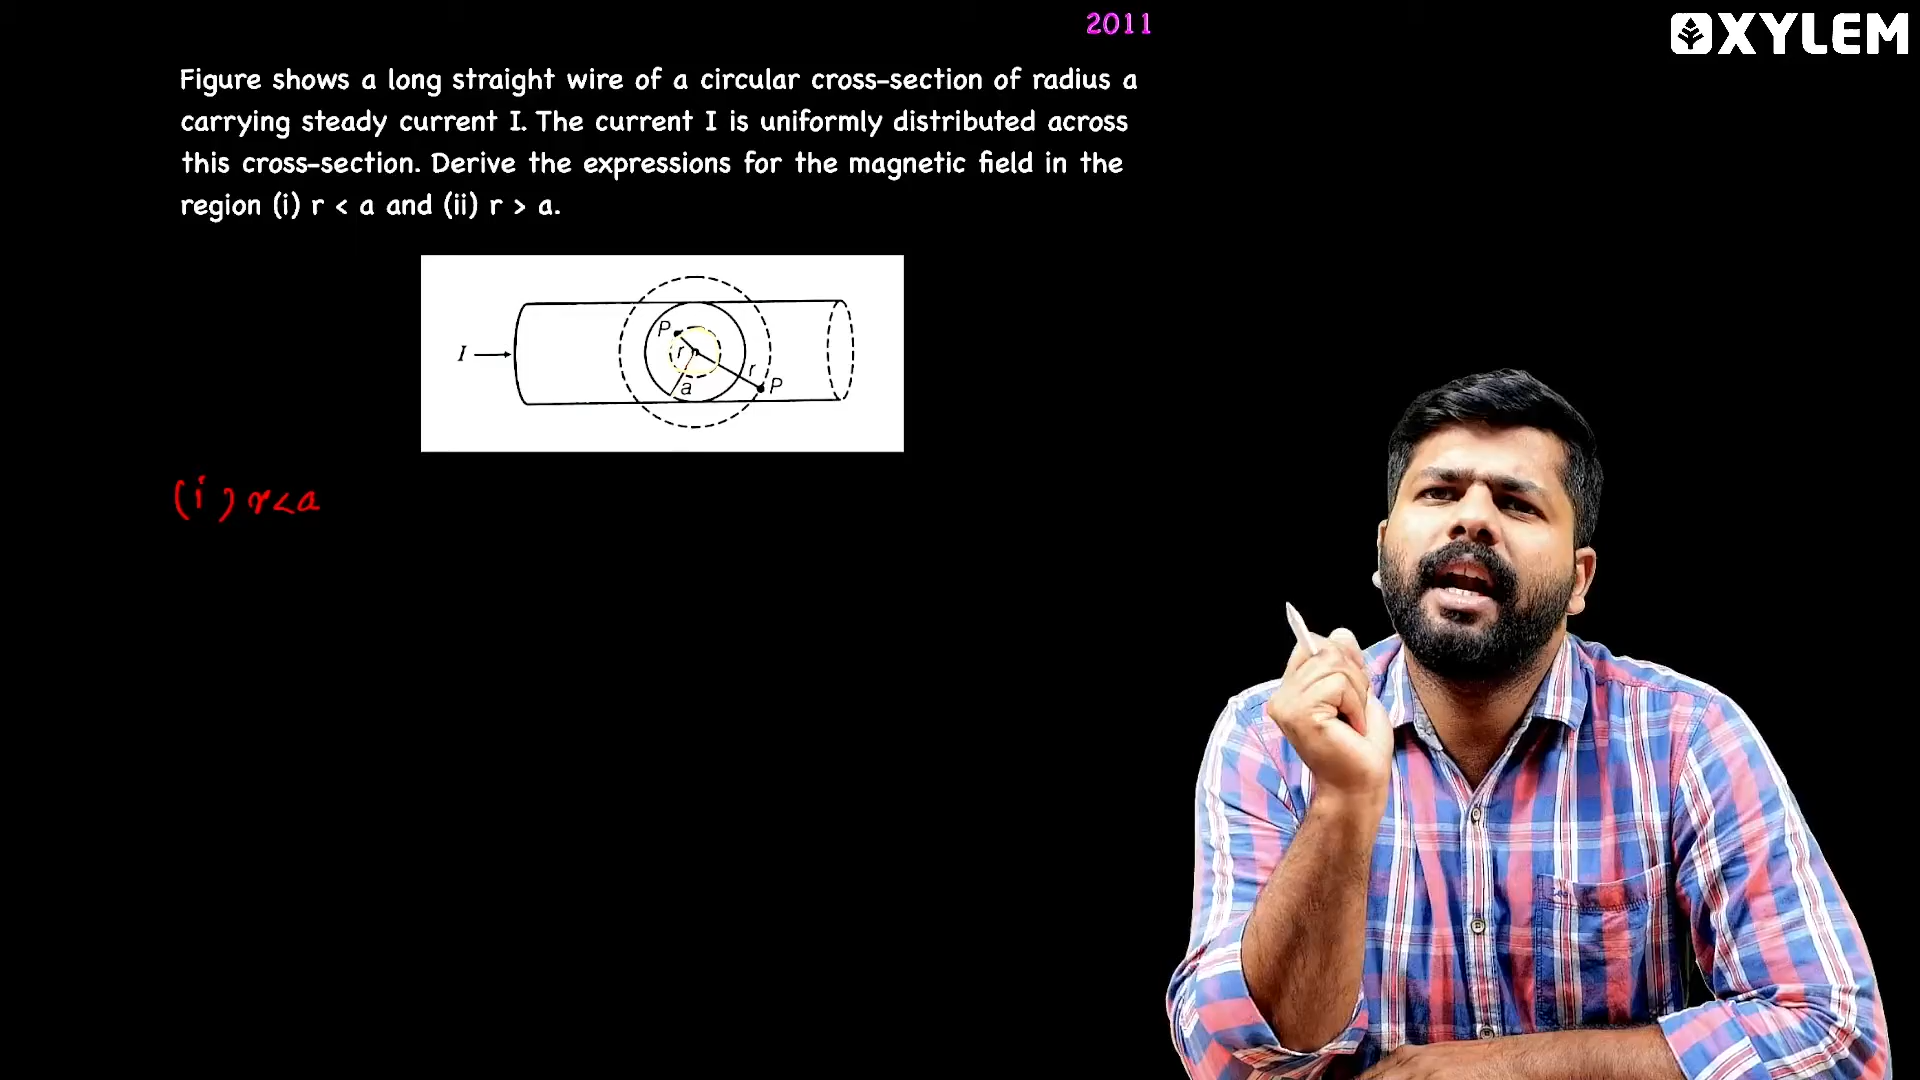 2011
XYLEM
Figure shows a long straight wire of a circular cross-section of radius a
carrying steady current I. The current I is uniformly distributed across
this cross-section. Derive the expressions for the magnetic field in the
region (i) r < a and (ii) r > a.
P
I
r
r
a
P
(i) r<a